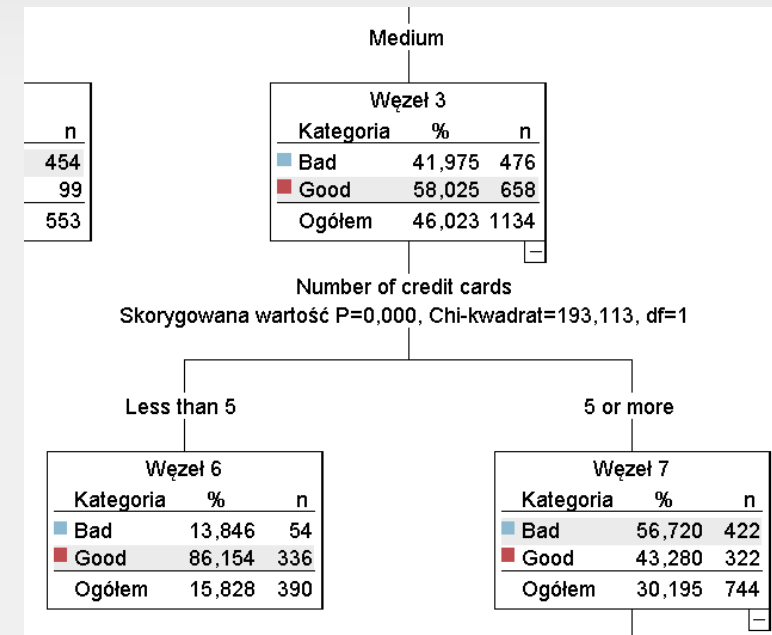 Medium
n
454
99
553
Węzeł 3
Kategoria % n
Bad 41,975 476
Good 58,025 658
Ogółem 46,023 1134
Number of credit cards
Skorygowana wartość P=0,000, Chi-kwadrat=193,113, df=1
Less than 5
5 or more
Węzeł 6
Kategoria % n
Bad 13,846 54
Good 86,154 336
Ogółem 15,828 390
Węzeł 7
Kategoria % n
Bad 56,720 422
Good 43,280 322
Ogółem 30,195 744